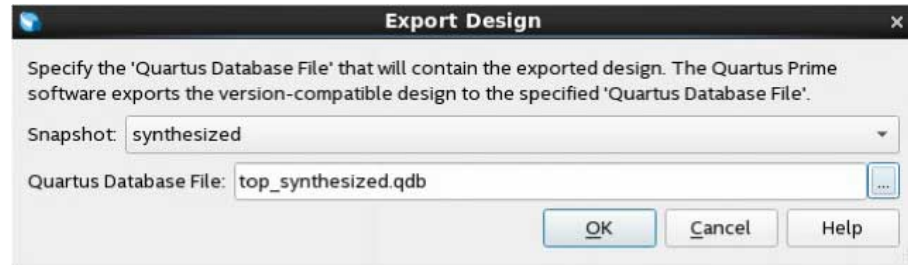 Export Design
Specify the 'Quartus Database File' that will contain the exported design. The Quartus Prime
software exports the version-compatible design to the specified 'Quartus Database File'.
Snapshot: synthesized
Quartus Database File: top_synthesized.qdb ...
OK Cancel Help